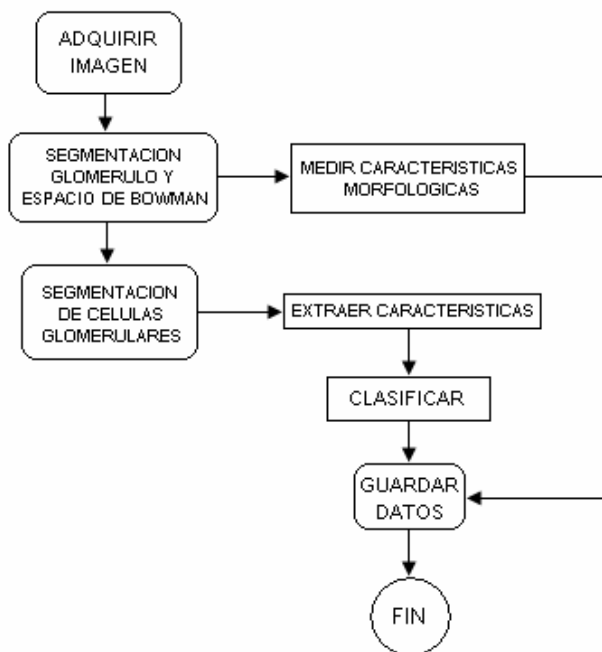 ADQUIRIR
IMAGEN
SEGMENTACION
GLOMERULO Y
ESPACIO DE BOWMAN
MEDIR CARACTERISTICAS
MORFOLOGICAS
SEGMENTACION
DE CELULAS
GLOMERULARES
EXTRAER CARACTERISTICAS
CLASIFICAR
GUARDAR
DATOS
FIN